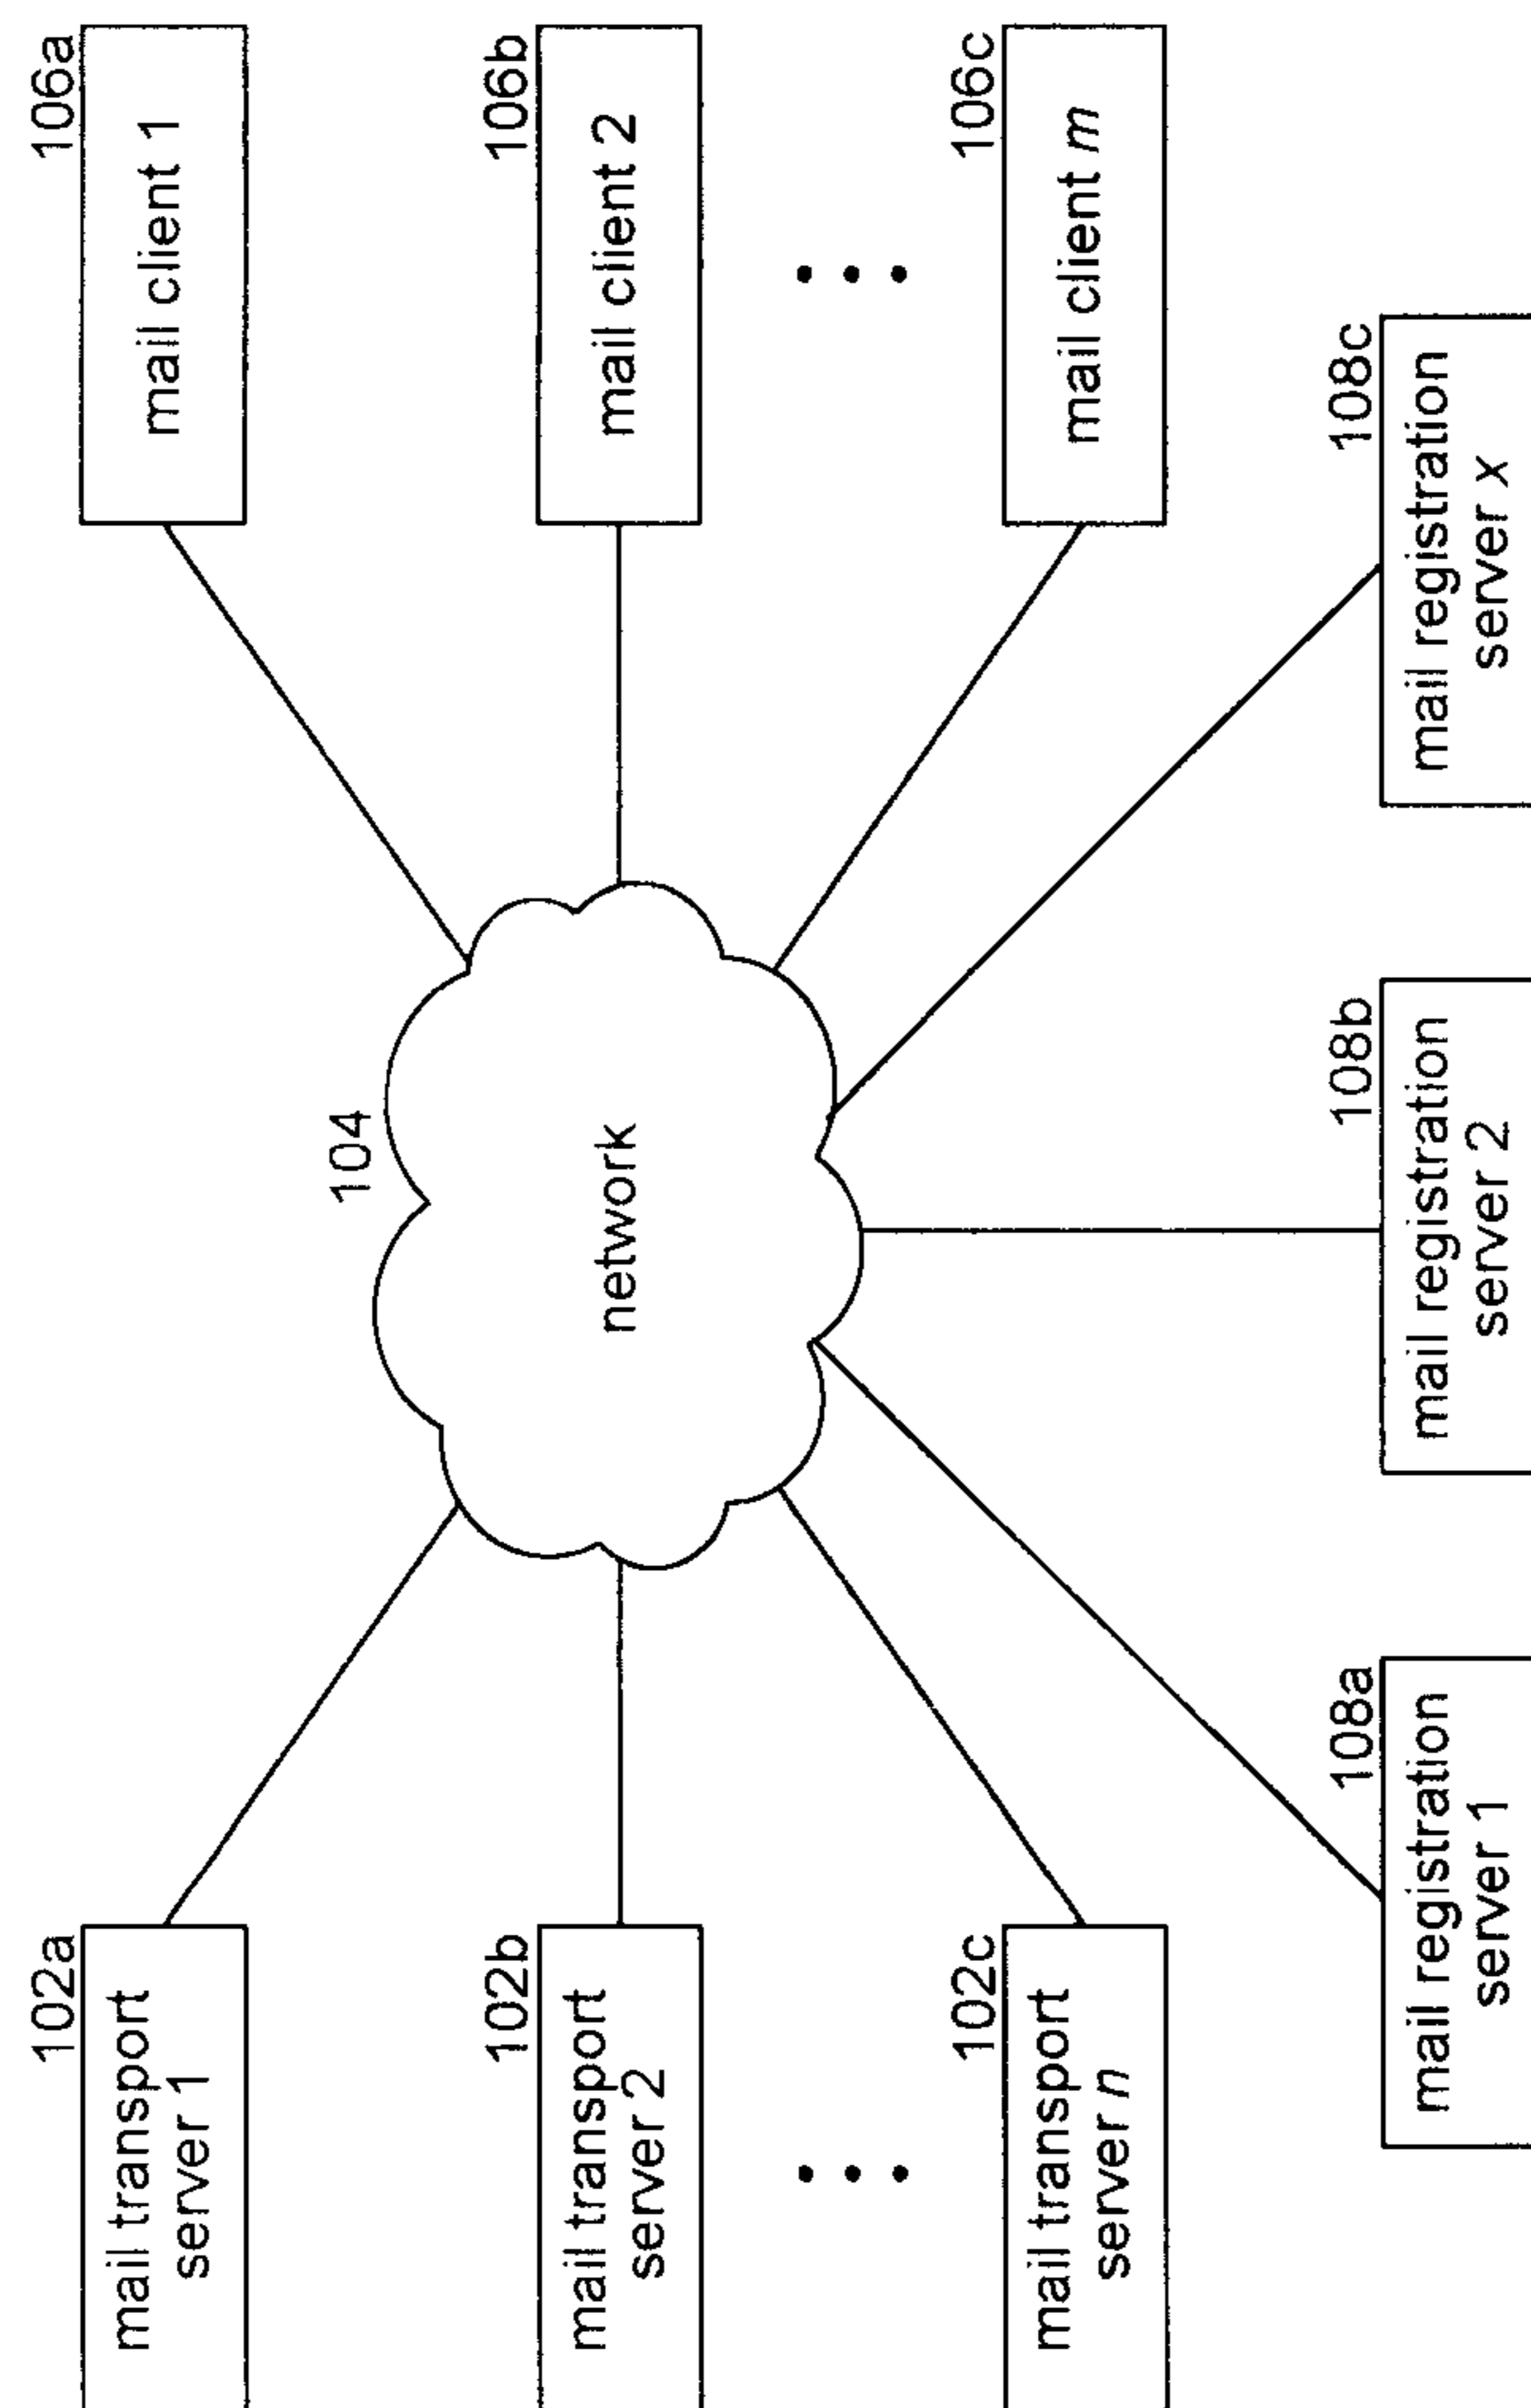 102a
mail transport
server 1
102b
mail transport
server 2
102c
mail transport
server n
104
network
106a
mail client 1
106b
mail client 2
106c
mail client m
108a
mail registration
server 1
108b
mail registration
server 2
108c
mail registration
server x